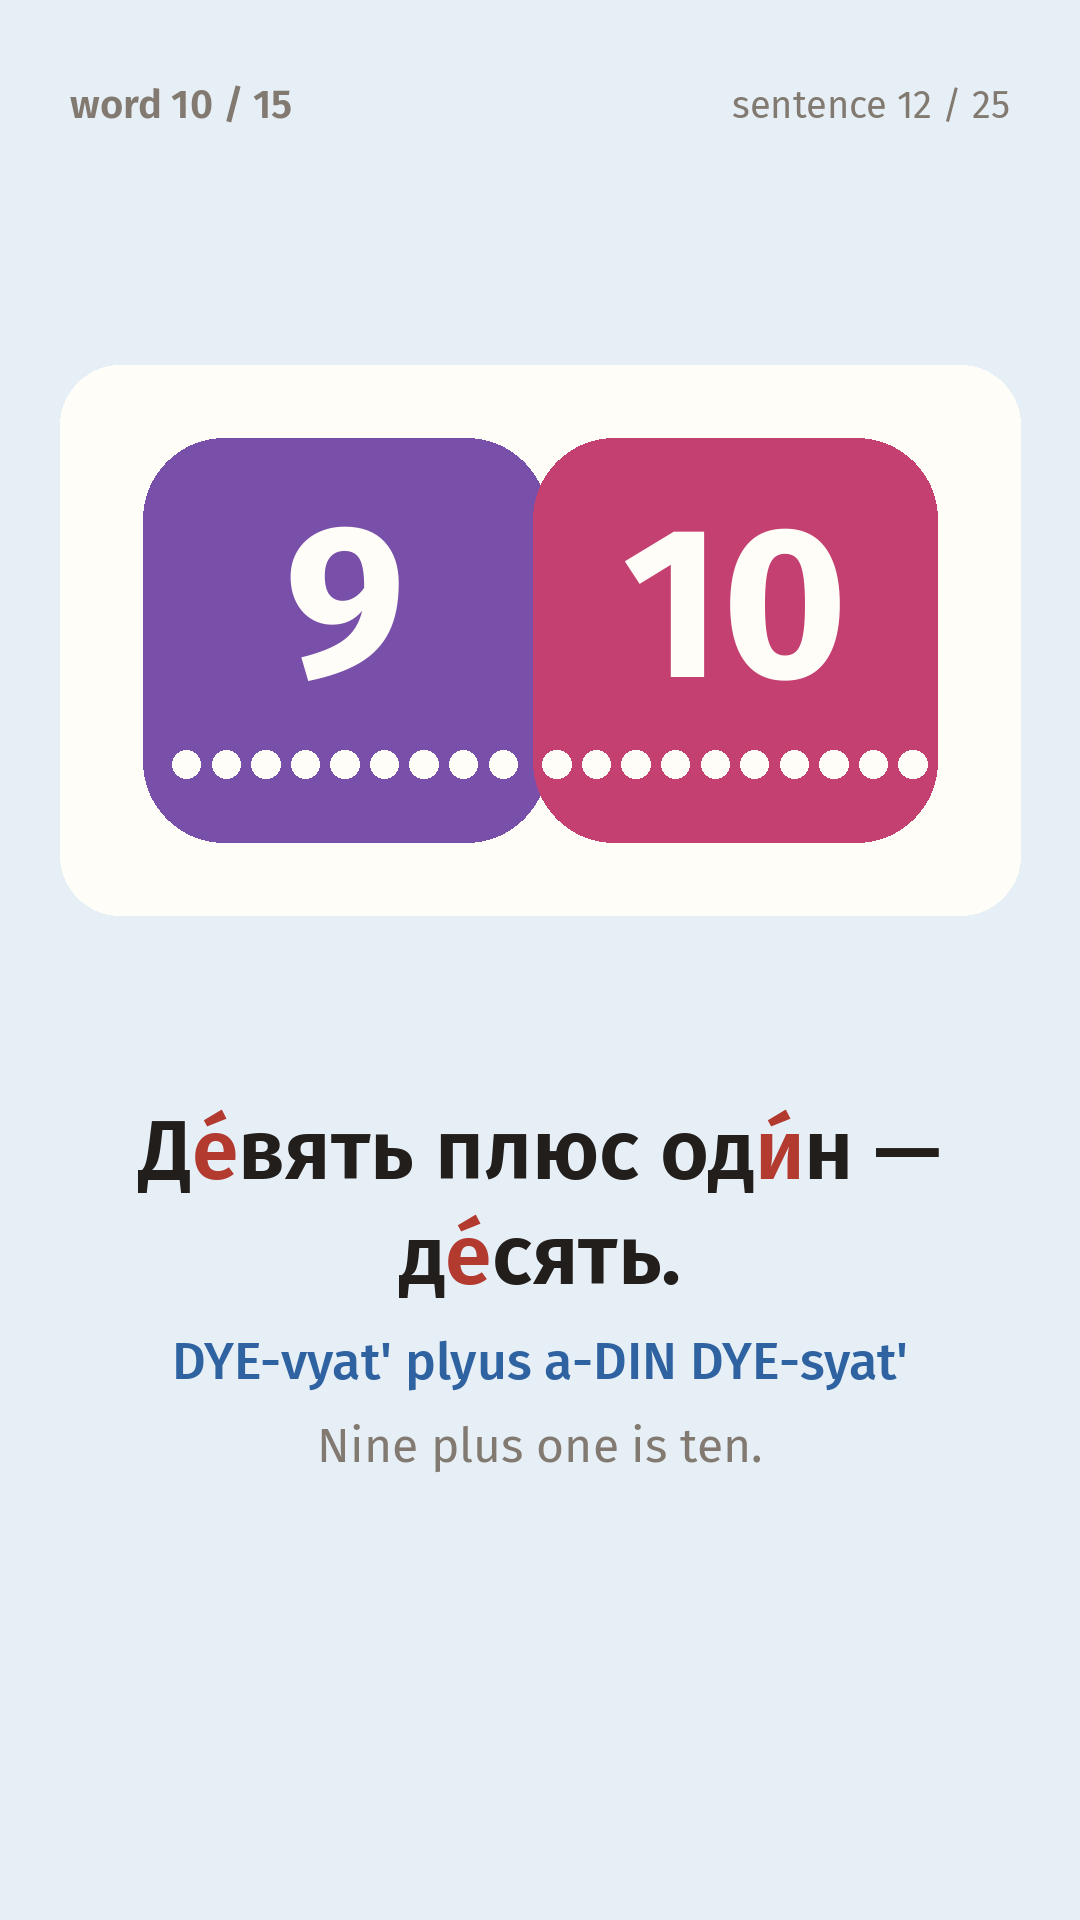 word 10 / 15
sentence 12 / 25
9
10
Де́вять плюс оди́н —
де́сять.
DYE-vyat' plyus a-DIN DYE-syat'
Nine plus one is ten.